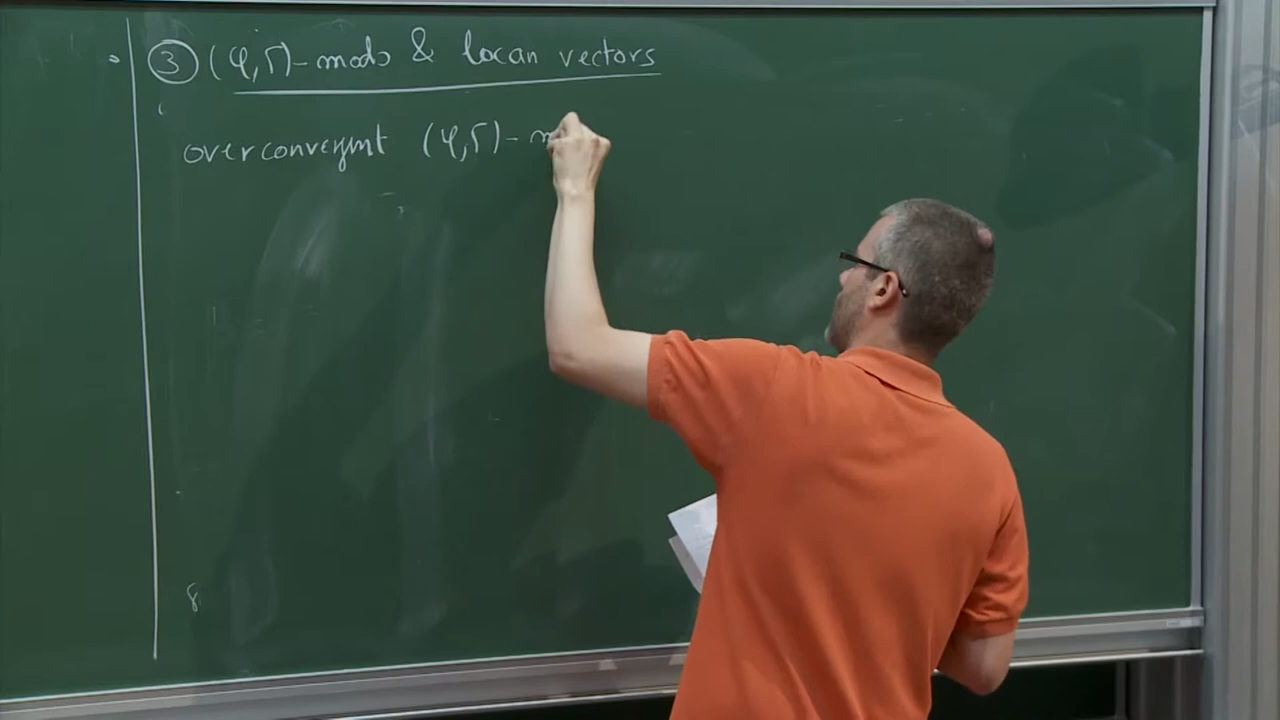 ③ (φ,Γ)-mods & locan vectors
overconvergent (φ,Γ)-m